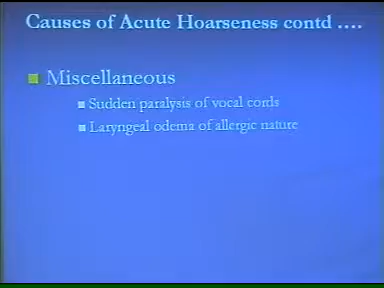 Causes of Acute Hoarseness contd ....
Miscellaneous
Sudden paralysis of vocal cords
Laryngeal odema of allergic nature